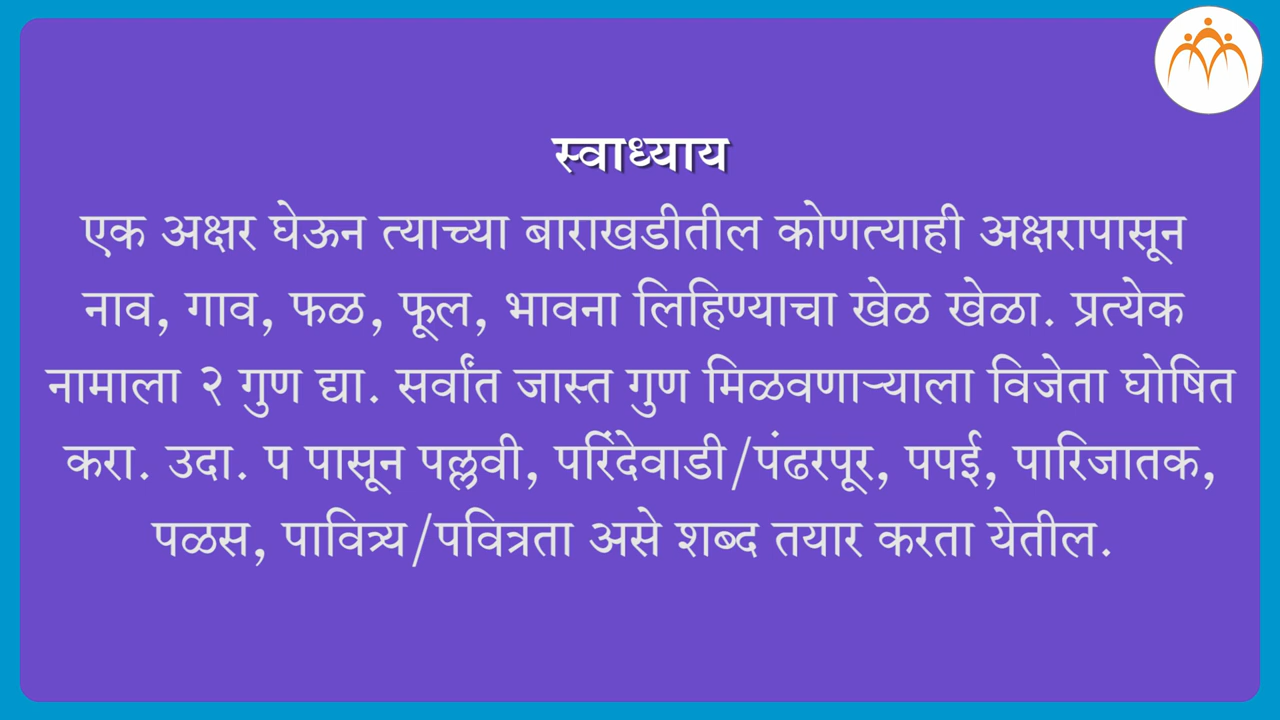 स्वाध्याय
एक अक्षर घेऊन त्याच्या बाराखडीतील कोणत्याही अक्षरापासून
नाव, गाव, फळ, फूल, भावना लिहिण्याचा खेळ खेळा. प्रत्येक
नामाला २ गुण द्या. सर्वांत जास्त गुण मिळवणाऱ्याला विजेता घोषित
करा. उदा. प पासून पल्लवी, परिंदेवाडी/पंढरपूर, पपई, पारिजातक,
पळस, पावित्र्य/पवित्रता असे शब्द तयार करता येतील.